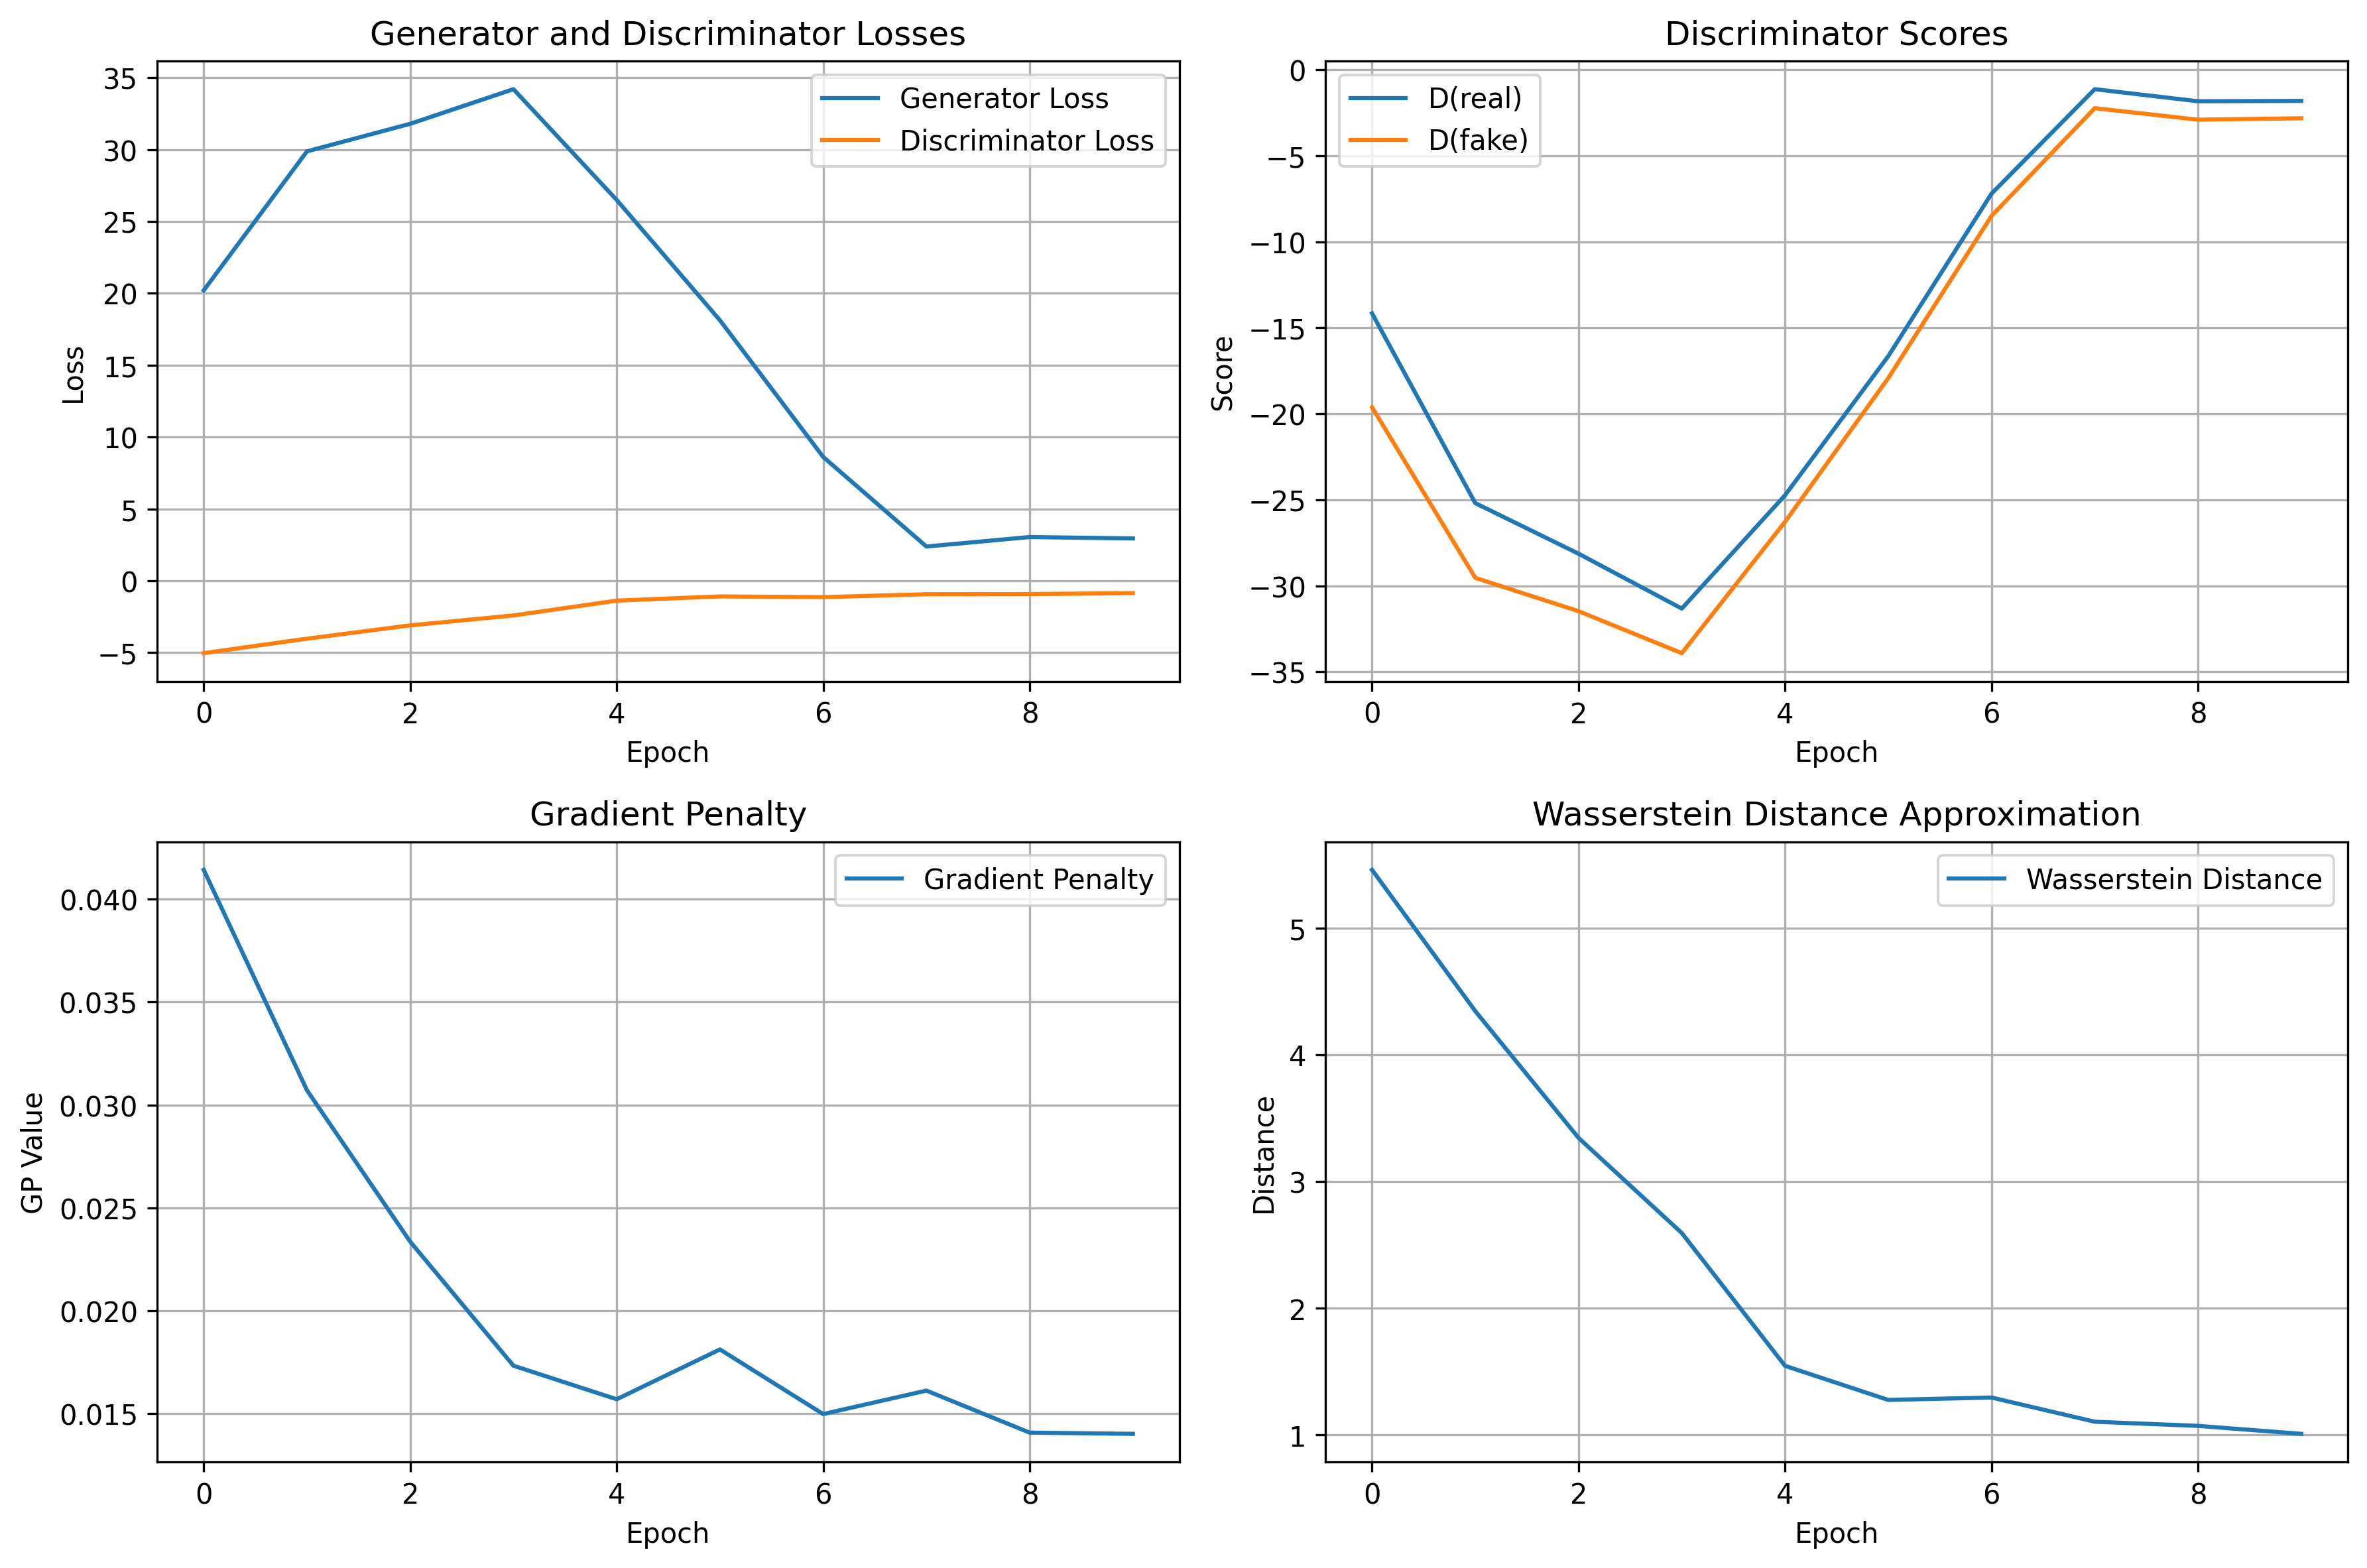 Generator and Discriminator Losses
Generator Loss
Discriminator Loss
35
30
25
20
15
10
5
0
−5
Loss
0 2 4 6 8
Epoch
Discriminator Scores
D(real)
D(fake)
0
−5
−10
−15
−20
−25
−30
−35
Score
0 2 4 6 8
Epoch
Gradient Penalty
Gradient Penalty
0.040
0.035
0.030
0.025
0.020
0.015
GP Value
0 2 4 6 8
Epoch
Wasserstein Distance Approximation
Wasserstein Distance
5
4
3
2
1
Distance
0 2 4 6 8
Epoch